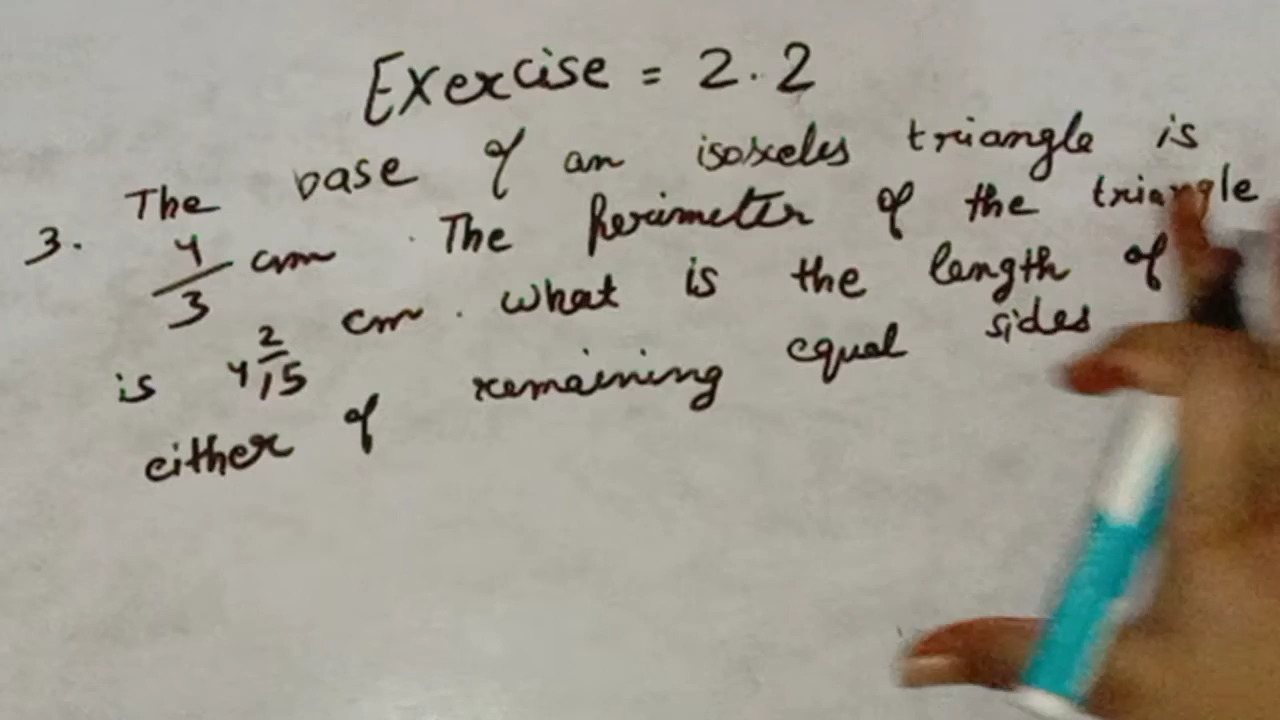 Exercise = 2.2
3. The base of an isosceles triangle is
4/3 cm. The perimeter of the triangle
is 4 2/15 cm. what is the length of
either of remaining equal sides